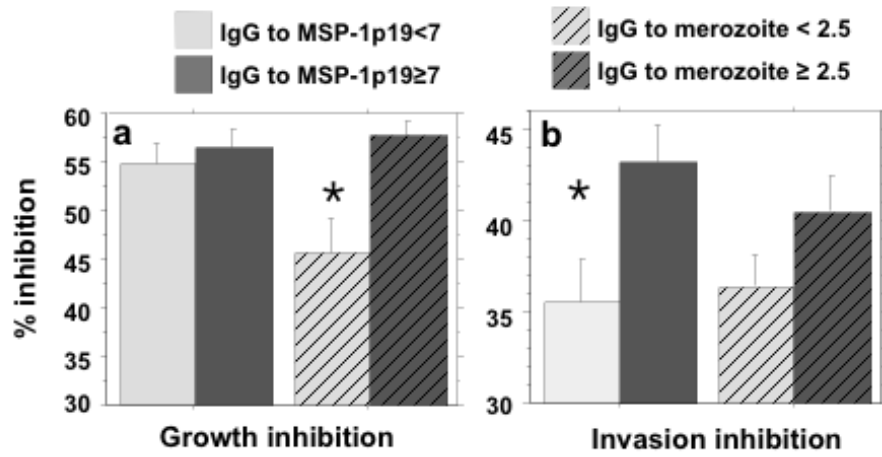 IgG to MSP-1p19<7
IgG to MSP-1p19≥7
IgG to merozoite < 2.5
IgG to merozoite ≥ 2.5
% inhibition
a
60
55
50
45
40
45
30
*
Growth inhibition
b
45
40
35
30
*
Invasion inhibition